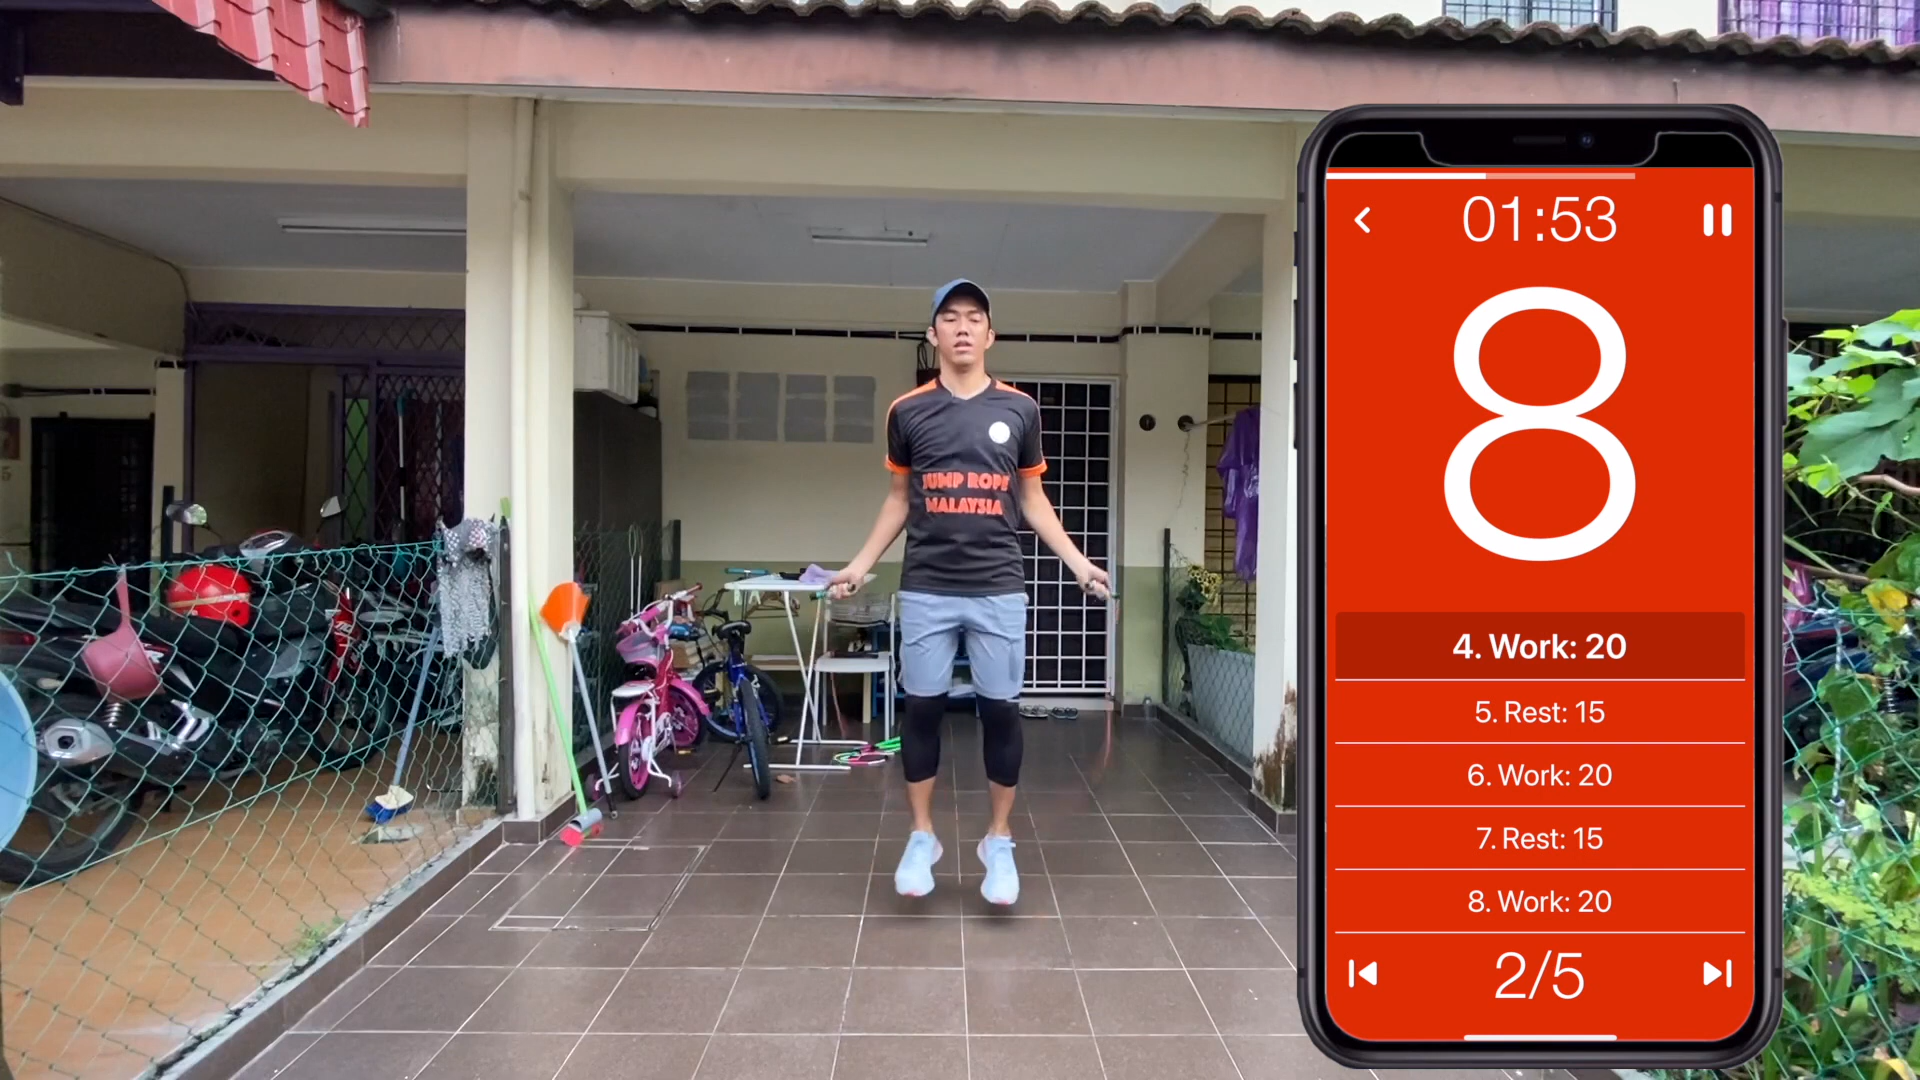 01:53
8
4. Work: 20
5. Rest: 15
6. Work: 20
7. Rest: 15
8. Work: 20
2/5
JUMP ROPE
MALAYSIA